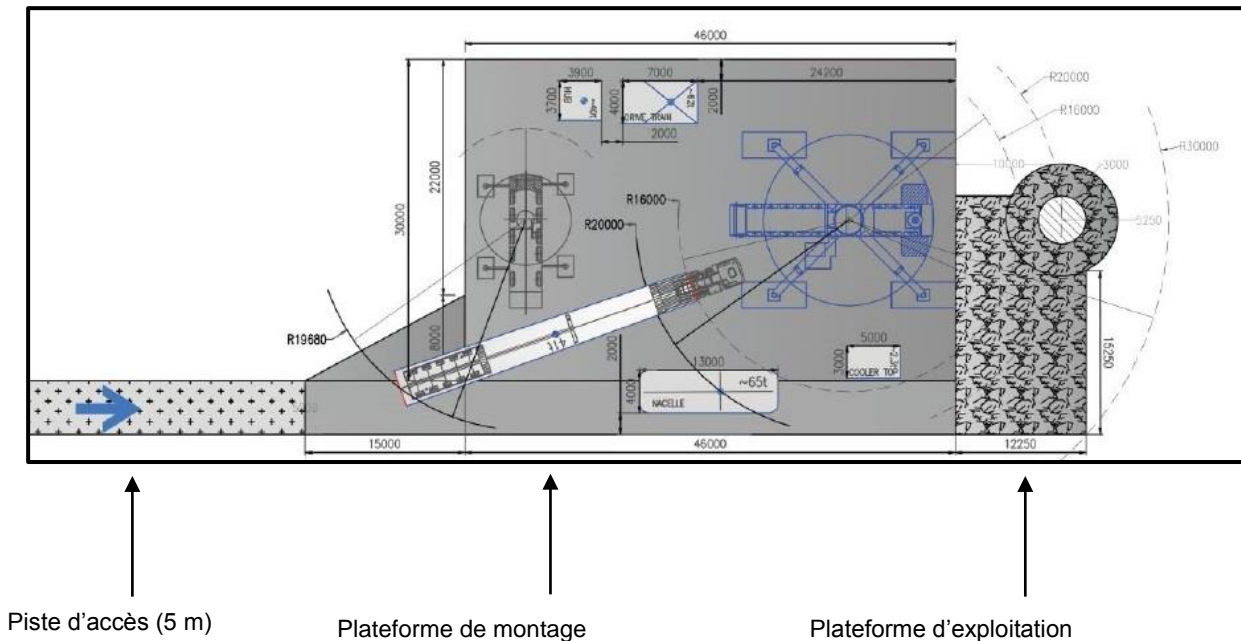 46000
3900
7000
24200
R20000
R16000
R30000
3700
HUB
~40t
4000
~62t
DRIVE TRAIN
2000
2000
10000
3000
22000
30000
R16000
R20000
5250
R19680
8000
41t
2000
13000
5000
3000
COOLER TOP
15250
4000
~65t
NACELLE
15000
46000
12250
Piste d’accès (5 m)
Plateforme de montage
Plateforme d’exploitation